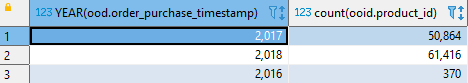 123 YEAR(ood.order_purchase_timestamp) 123 count(ooid.product_id)
1 2,017 50,864
2 2,018 61,416
3 2,016 370